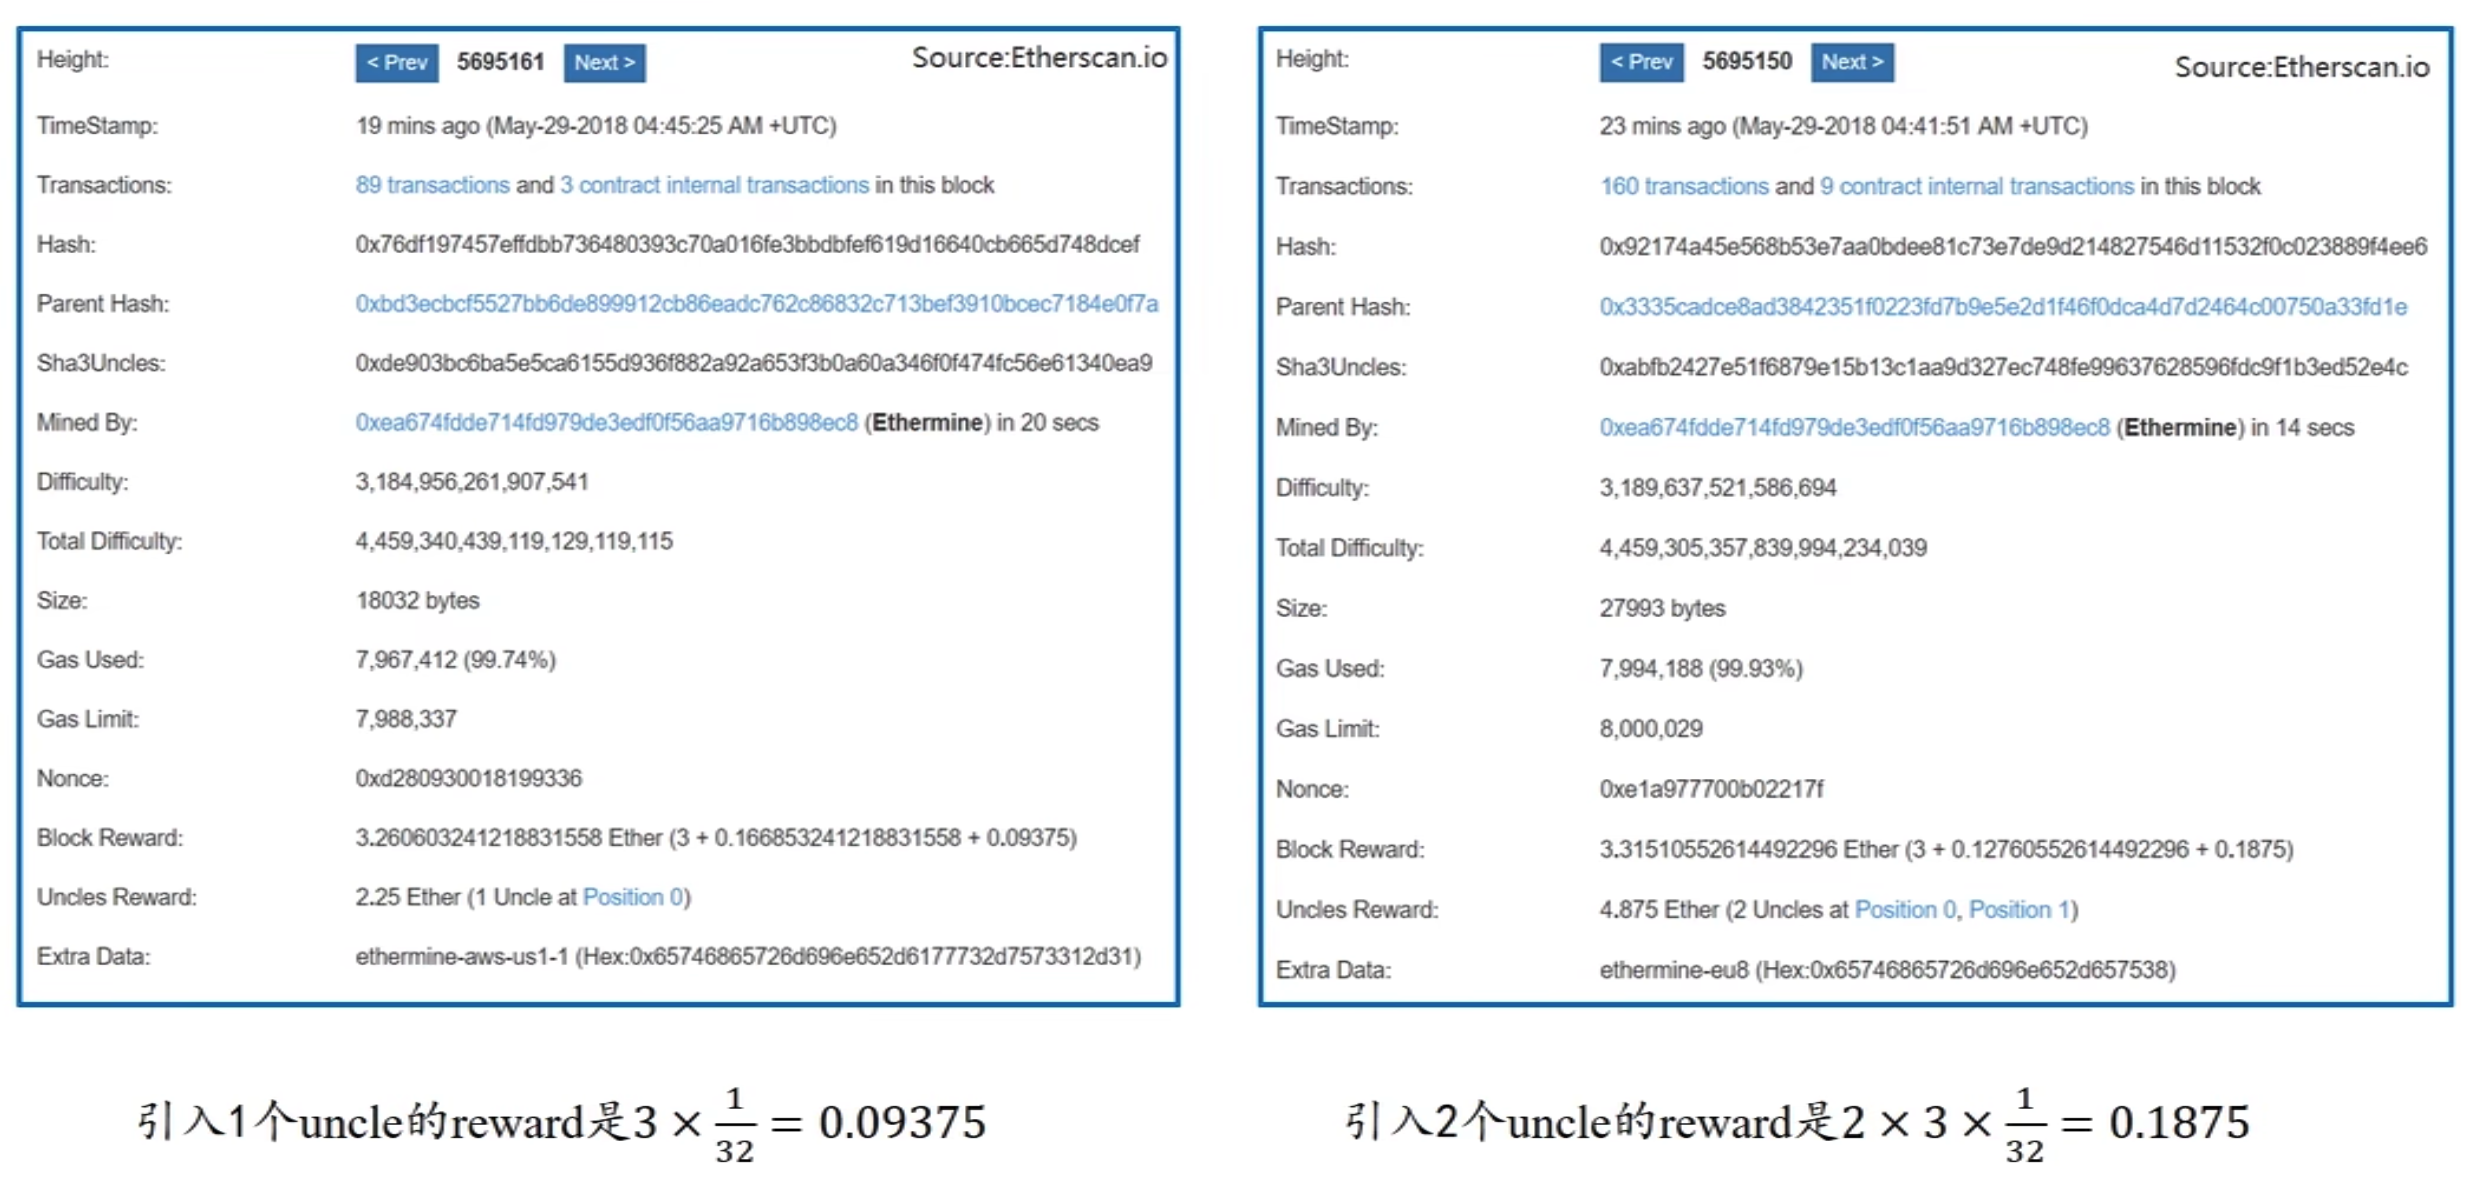 Height: < Prev 5695161 Next > Source:Etherscan.io
TimeStamp: 19 mins ago (May-29-2018 04:45:25 AM +UTC)
Transactions: 89 transactions and 3 contract internal transactions in this block
Hash: 0x76df197457effdbb736480393c70a016fe3bbdbfef619d16640cb665d748dcef
Parent Hash: 0xbd3ecbcf5527bb6de899912cb86eadc762c86832c713bef3910bcec7184e0f7a
Sha3Uncles: 0xde903bc6ba5e5ca6155d936f882a92a653f3b0a60a346f0f474fc56e61340ea9
Mined By: 0xea674fdde714fd979de3edf0f56aa9716b898ec8 (Ethermine) in 20 secs
Difficulty: 3,184,956,261,907,541
Total Difficulty: 4,459,340,439,119,129,119,115
Size: 18032 bytes
Gas Used: 7,967,412 (99.74%)
Gas Limit: 7,988,337
Nonce: 0xd280930018199336
Block Reward: 3.260603241218831558 Ether (3 + 0.166853241218831558 + 0.09375)
Uncles Reward: 2.25 Ether (1 Uncle at Position 0)
Extra Data: ethermine-aws-us1-1 (Hex:0x65746865726d696e652d6177732d7573312d31)
引入1个uncle的reward是3 × 1/32 = 0.09375
Height: < Prev 5695150 Next > Source:Etherscan.io
TimeStamp: 23 mins ago (May-29-2018 04:41:51 AM +UTC)
Transactions: 160 transactions and 9 contract internal transactions in this block
Hash: 0x92174a45e568b53e7aa0bdee81c73e7de9d214827546d11532f0c023889f4ee6
Parent Hash: 0x3335cadce8ad3842351f0223fd7b9e5e2d1f46f0dca4d7d2464c00750a33fd1e
Sha3Uncles: 0xabfb2427e51f6879e15b13c1aa9d327ec748fe99637628596fdc9f1b3ed52e4c
Mined By: 0xea674fdde714fd979de3edf0f56aa9716b898ec8 (Ethermine) in 14 secs
Difficulty: 3,189,637,521,586,694
Total Difficulty: 4,459,305,357,839,994,234,039
Size: 27993 bytes
Gas Used: 7,994,188 (99.93%)
Gas Limit: 8,000,029
Nonce: 0xe1a977700b02217f
Block Reward: 3.31510552614492296 Ether (3 + 0.12760552614492296 + 0.1875)
Uncles Reward: 4.875 Ether (2 Uncles at Position 0, Position 1)
Extra Data: ethermine-eu8 (Hex:0x65746865726d696e652d657538)
引入2个uncle的reward是2 × 3 × 1/32 = 0.1875